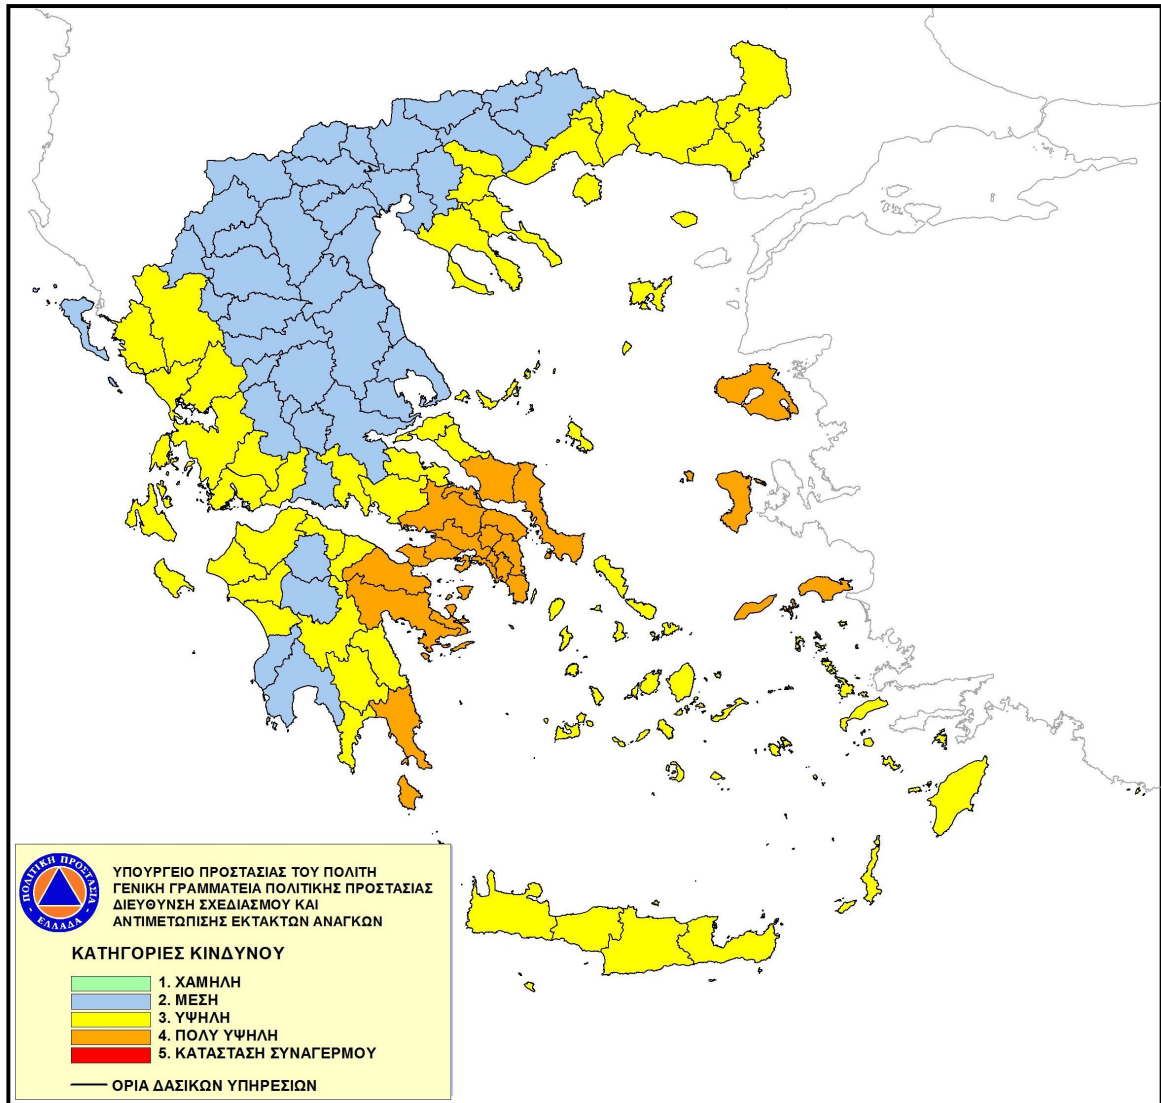 ΠΟΛΙΤΙΚΗ ΠΡΟΣΤΑΣΙΑ
- ΕΛΛΑΔΑ -
ΥΠΟΥΡΓΕΙΟ ΠΡΟΣΤΑΣΙΑΣ ΤΟΥ ΠΟΛΙΤΗ
ΓΕΝΙΚΗ ΓΡΑΜΜΑΤΕΙΑ ΠΟΛΙΤΙΚΗΣ ΠΡΟΣΤΑΣΙΑΣ
ΔΙΕΥΘΥΝΣΗ ΣΧΕΔΙΑΣΜΟΥ ΚΑΙ
ΑΝΤΙΜΕΤΩΠΙΣΗΣ ΕΚΤΑΚΤΩΝ ΑΝΑΓΚΩΝ
ΚΑΤΗΓΟΡΙΕΣ ΚΙΝΔΥΝΟΥ
1. ΧΑΜΗΛΗ
2. ΜΕΣΗ
3. ΥΨΗΛΗ
4. ΠΟΛΥ ΥΨΗΛΗ
5. ΚΑΤΑΣΤΑΣΗ ΣΥΝΑΓΕΡΜΟΥ
ΟΡΙΑ ΔΑΣΙΚΩΝ ΥΠΗΡΕΣΙΩΝ